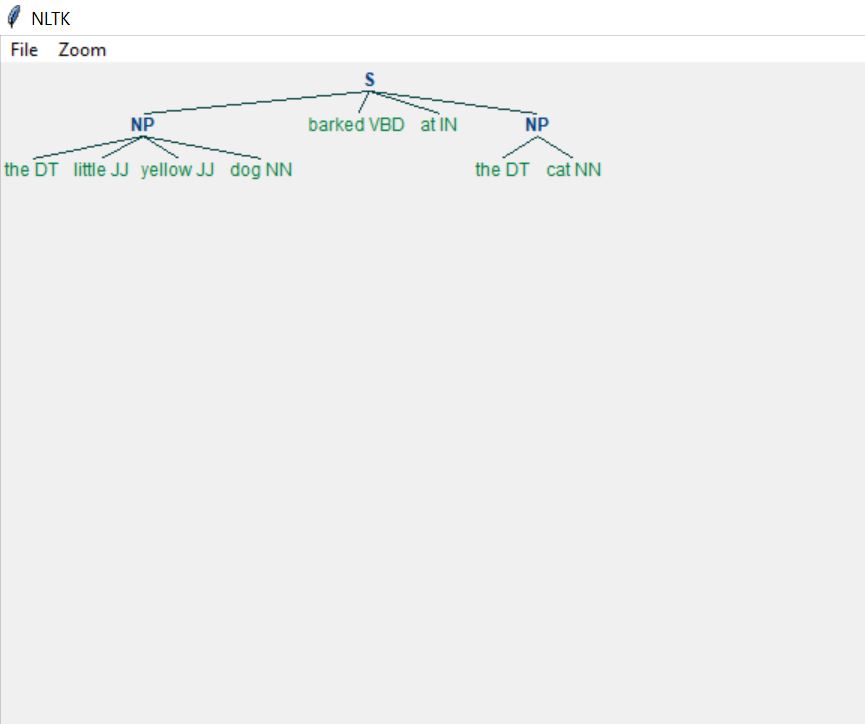 NLTK
File Zoom
S
NP barked VBD at IN NP
the DT little JJ yellow JJ dog NN the DT cat NN